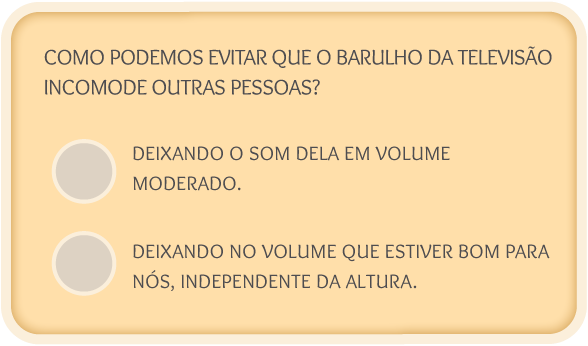 COMO PODEMOS EVITAR QUE O BARULHO DA TELEVISÃO
INCOMODE OUTRAS PESSOAS?
DEIXANDO O SOM DELA EM VOLUME
MODERADO.
DEIXANDO NO VOLUME QUE ESTIVER BOM PARA
NÓS, INDEPENDENTE DA ALTURA.